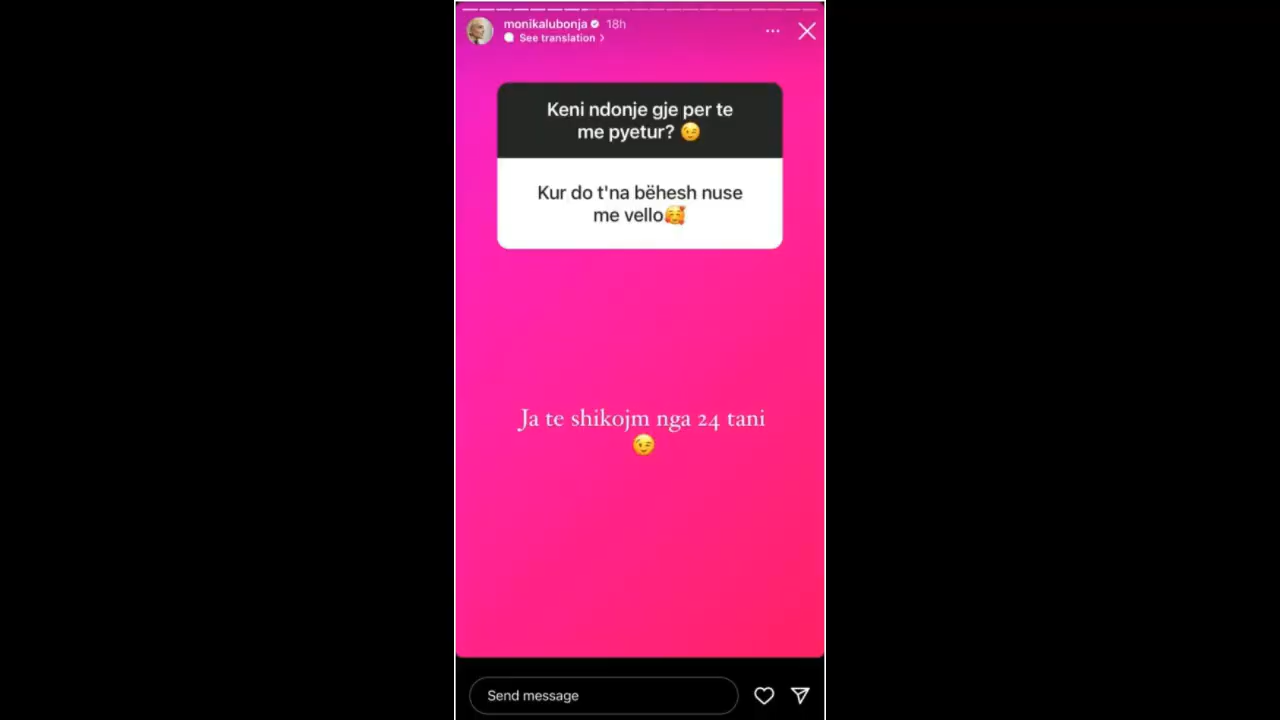 monikalubonja 18h
See translation
Keni ndonje gje per te
me pyetur? 😉
Kur do t'na bëhesh nuse
me vello🥰
Ja te shikojm nga 24 tani
😉
Send message